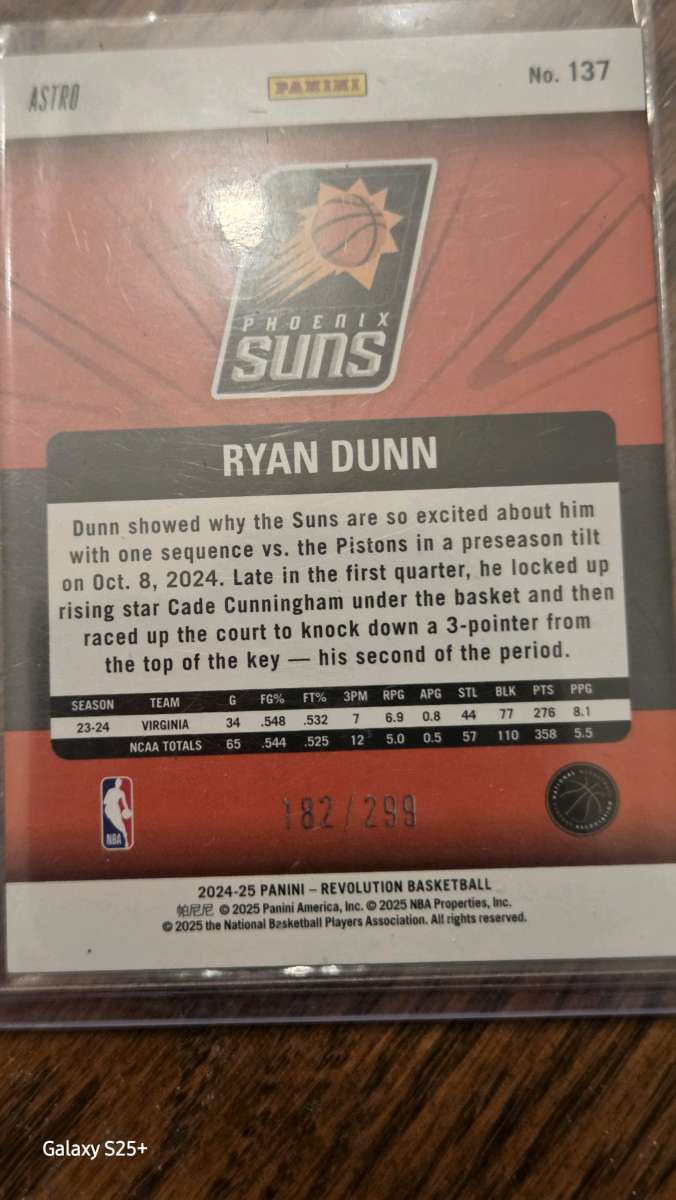 ASTRO
PANINI
No. 137
PHOENIX
SUNS
RYAN DUNN
Dunn showed why the Suns are so excited about him
with one sequence vs. the Pistons in a preseason tilt
on Oct. 8, 2024. Late in the first quarter, he locked up
rising star Cade Cunningham under the basket and then
raced up the court to knock down a 3-pointer from
the top of the key — his second of the period.
SEASON TEAM G FG% FT% 3PM RPG APG STL BLK PTS PPG
23-24 VIRGINIA 34 .548 .532 7 6.9 0.8 44 77 276 8.1
NCAA TOTALS 65 .544 .525 12 5.0 0.5 57 110 358 5.5
NBA
182/299
2024-25 PANINI – REVOLUTION BASKETBALL
帕尼尼 © 2025 Panini America, Inc. © 2025 NBA Properties, Inc.
© 2025 the National Basketball Players Association. All rights reserved.
Galaxy S25+